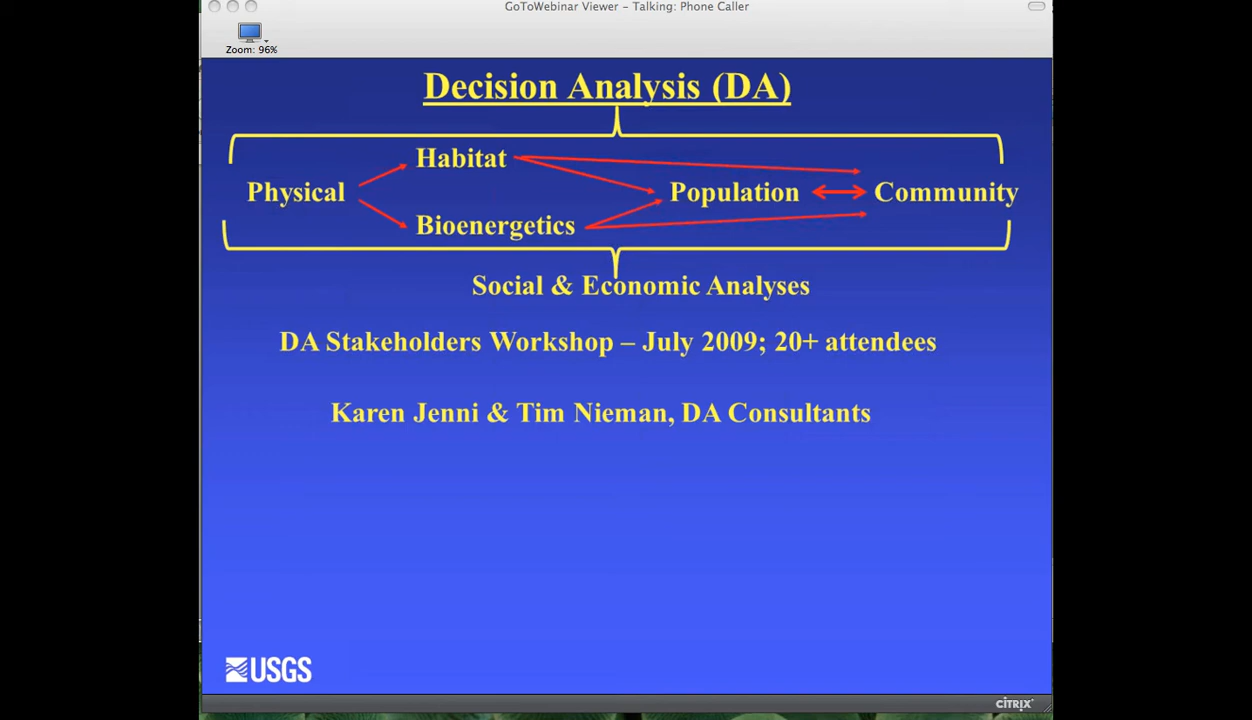 GoToWebinar Viewer – Talking: Phone Caller
Zoom: 96%
Decision Analysis (DA)
Habitat
Physical
Population
Community
Bioenergetics
Social & Economic Analyses
DA Stakeholders Workshop – July 2009; 20+ attendees
Karen Jenni & Tim Nieman, DA Consultants
USGS
CITRIX